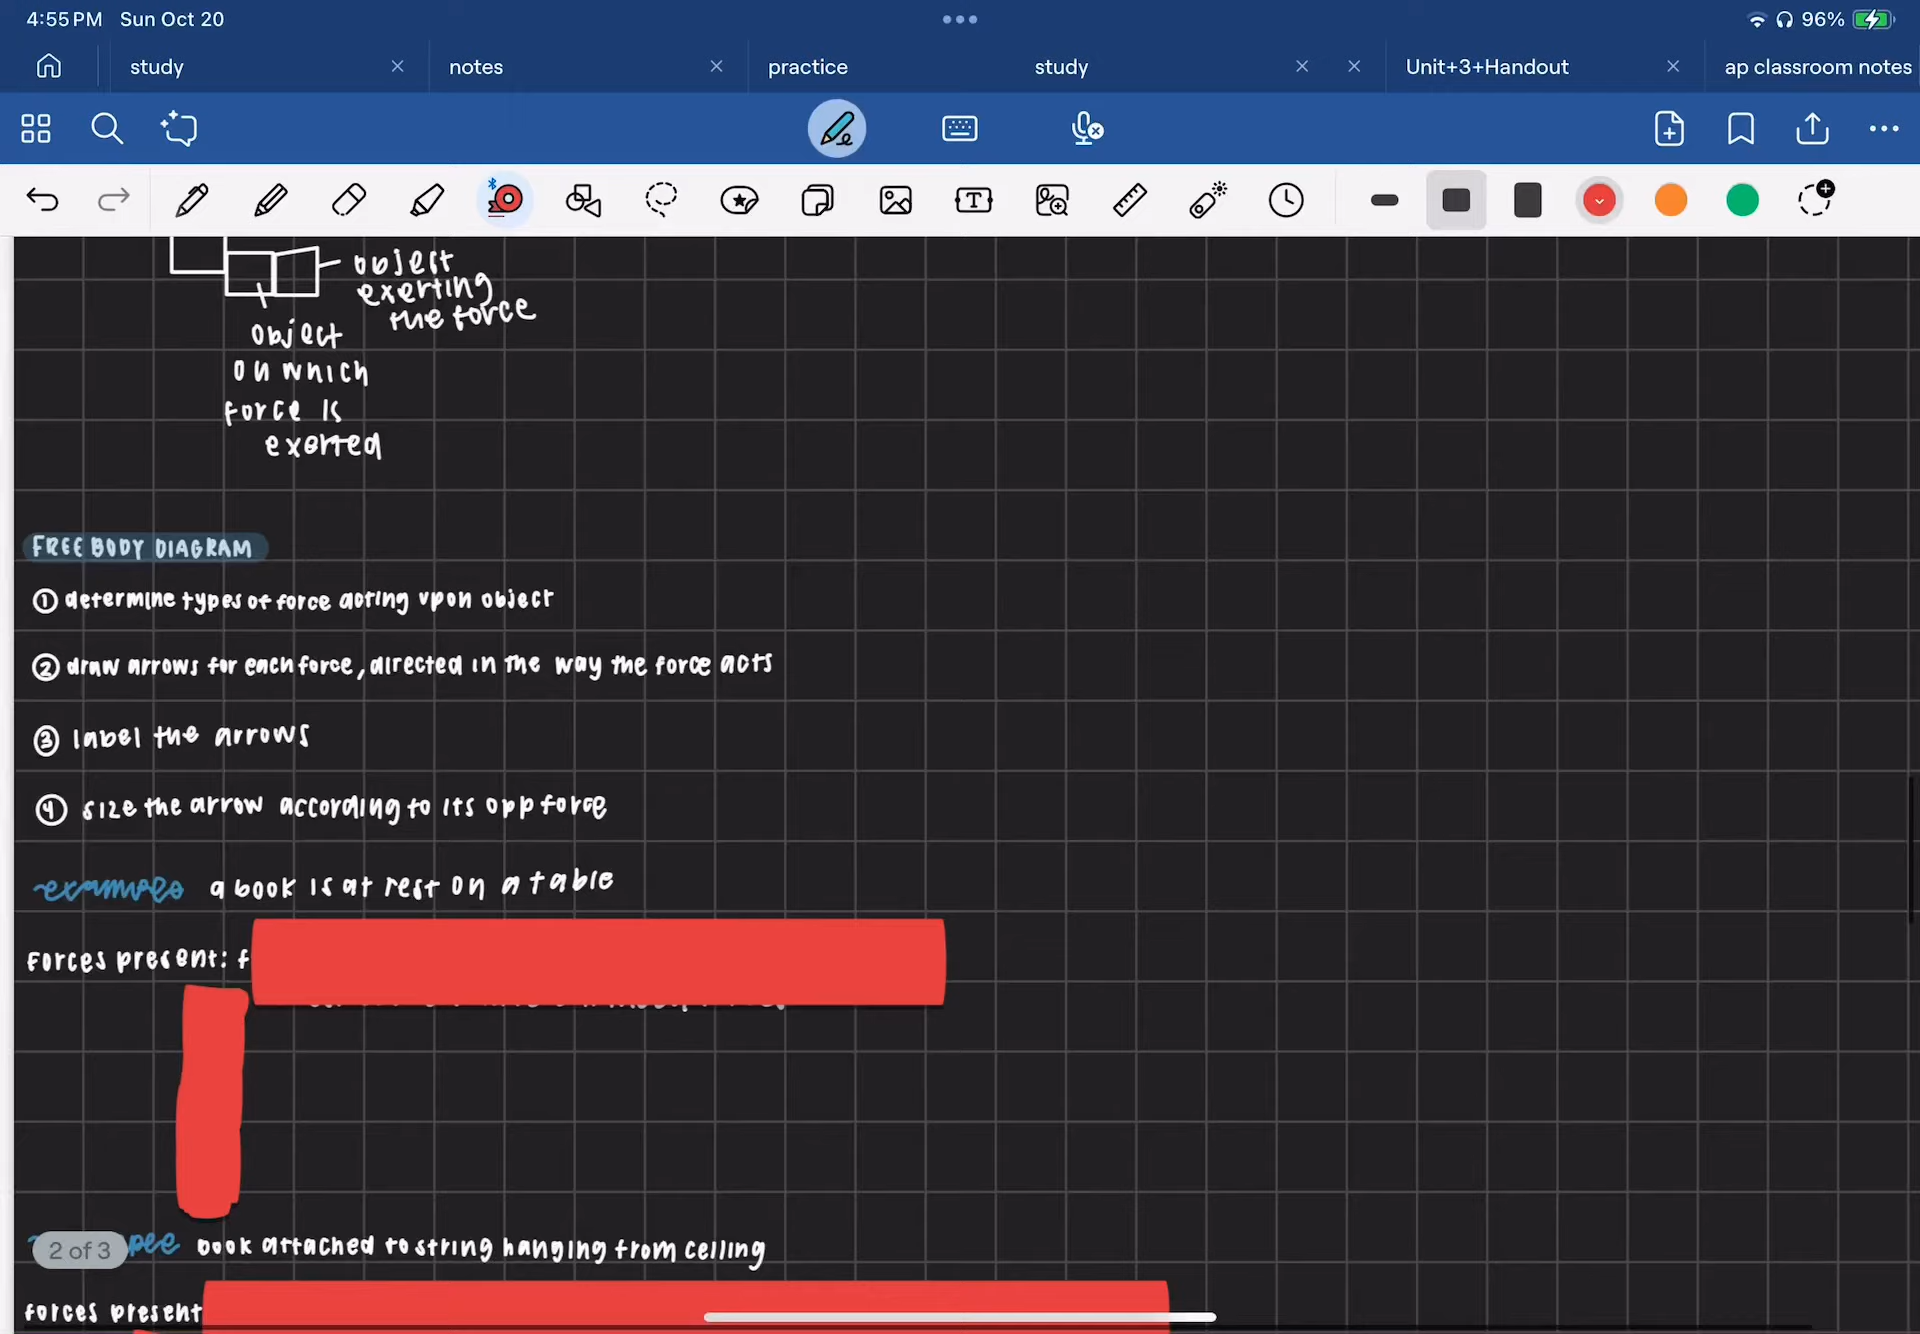 4:55 PM Sun Oct 20 96%
study notes practice study Unit+3+Handout ap classroom notes
object
exerting
the force
object
on which
force is
exerted
FREE BODY DIAGRAM
① determine types of force acting upon object
② draw arrows for each force, directed in the way the force acts
③ label the arrows
④ size the arrow according to its opp force
example a book is at rest on a table
forces present: f
2 of 3 book attached to string hanging from ceiling
forces present